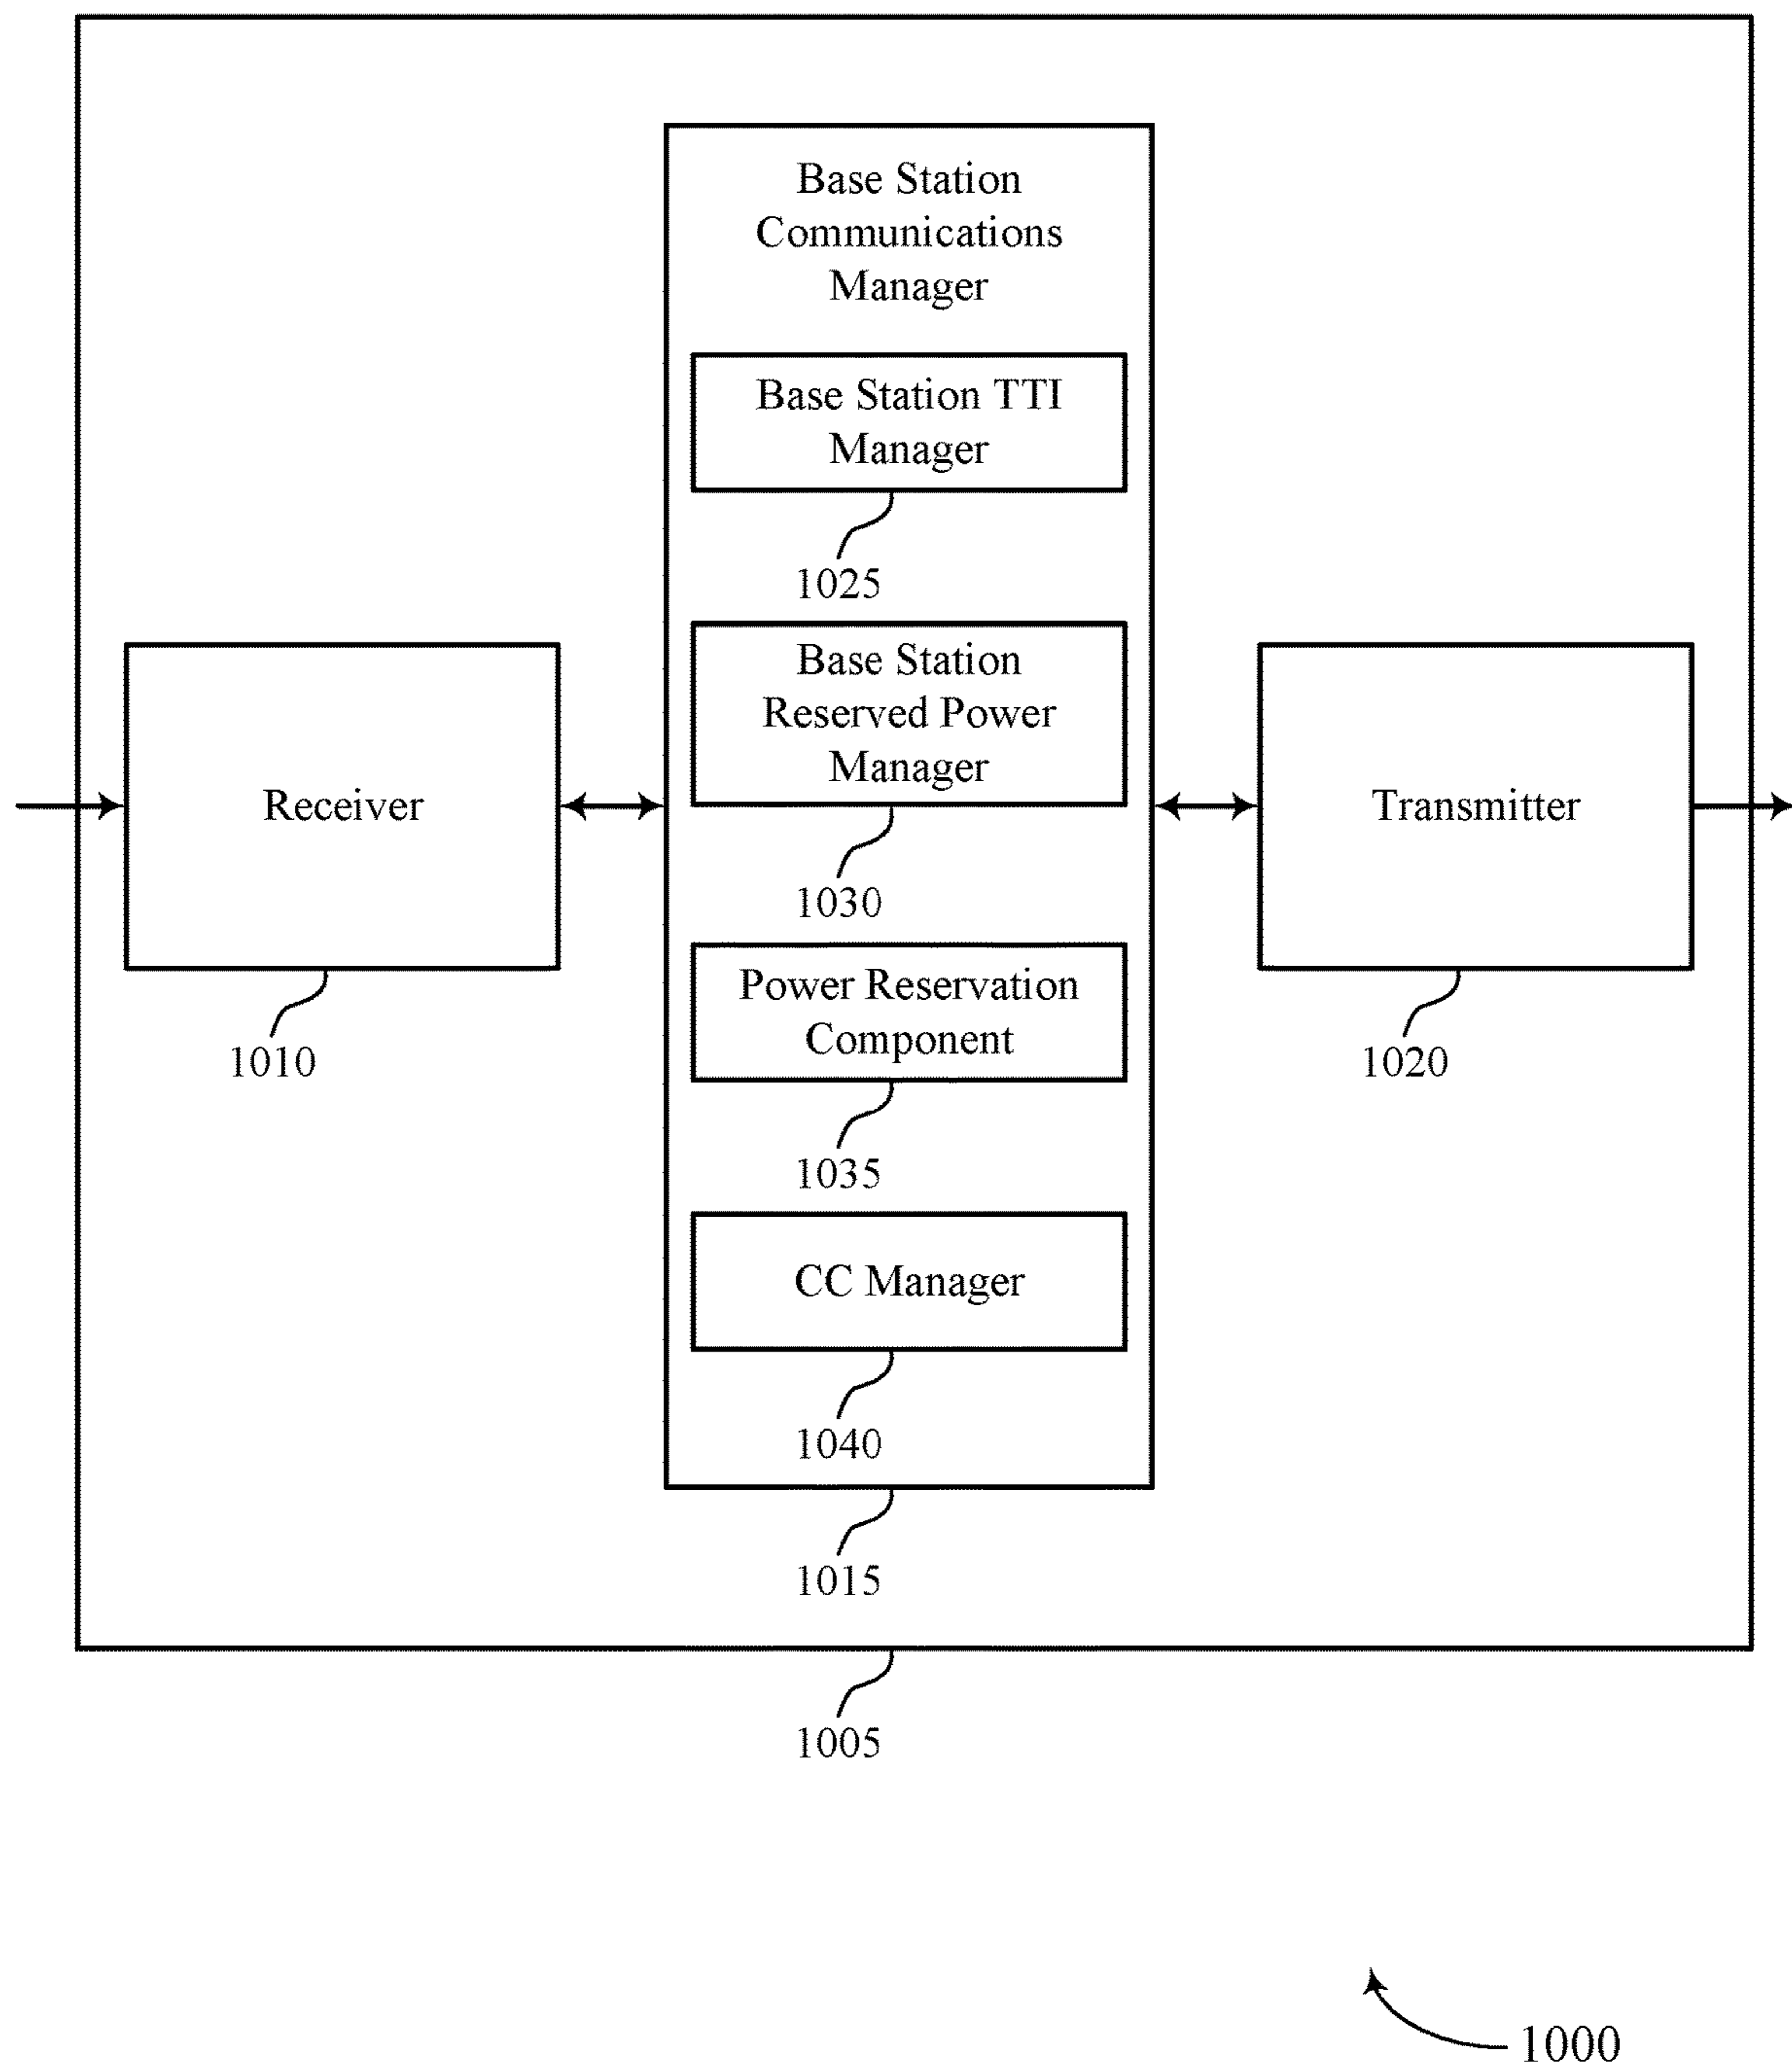 Base Station
Communications
Manager
Base Station TTI
Manager
1025
Base Station
Reserved Power
Manager
1030
Receiver
1010
Transmitter
1020
Power Reservation
Component
1035
CC Manager
1040
1015
1005
1000